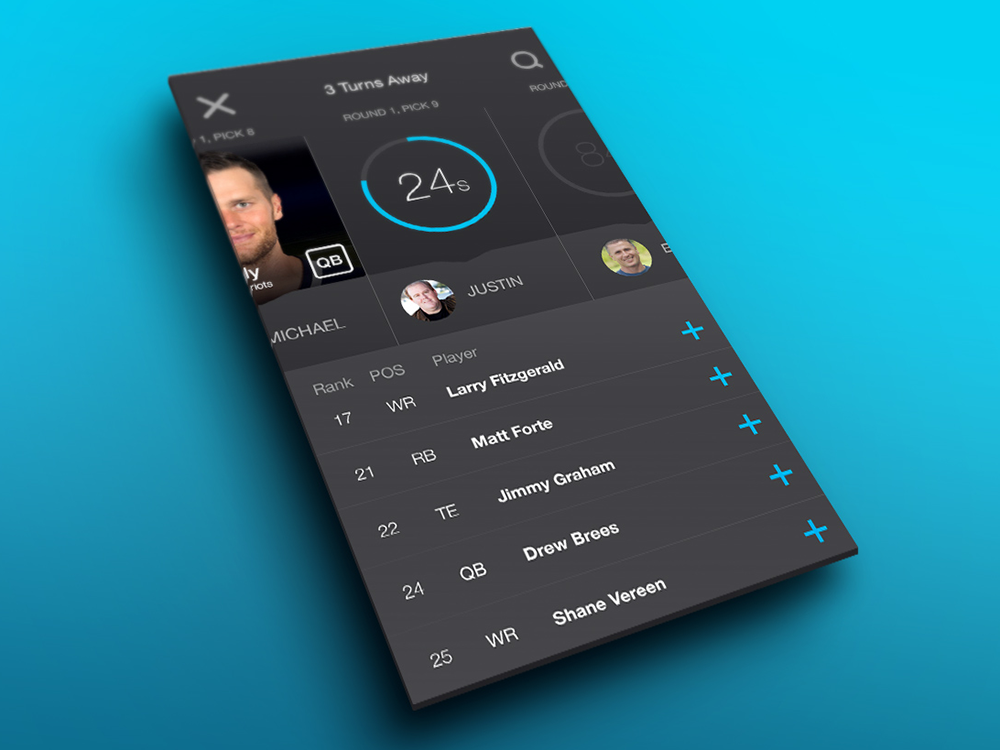 3 Turns Away
1, PICK 8
ROUND 1, PICK 9
ROUND
24s
QB
ly
riots
MICHAEL
JUSTIN
Rank POS Player
17 WR Larry Fitzgerald
21 RB Matt Forte
22 TE Jimmy Graham
24 QB Drew Brees
25 WR Shane Vereen